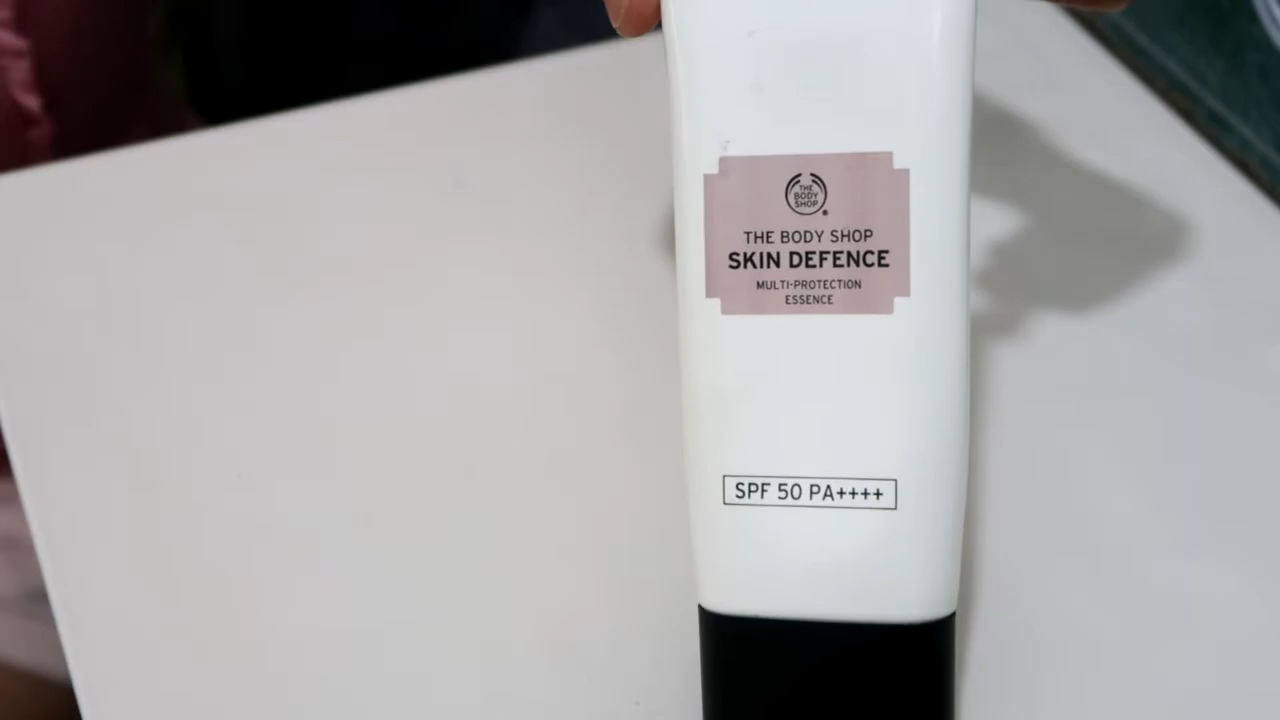 THE
BODY
SHOP
®
THE BODY SHOP
SKIN DEFENCE
MULTI-PROTECTION
ESSENCE
SPF 50 PA++++